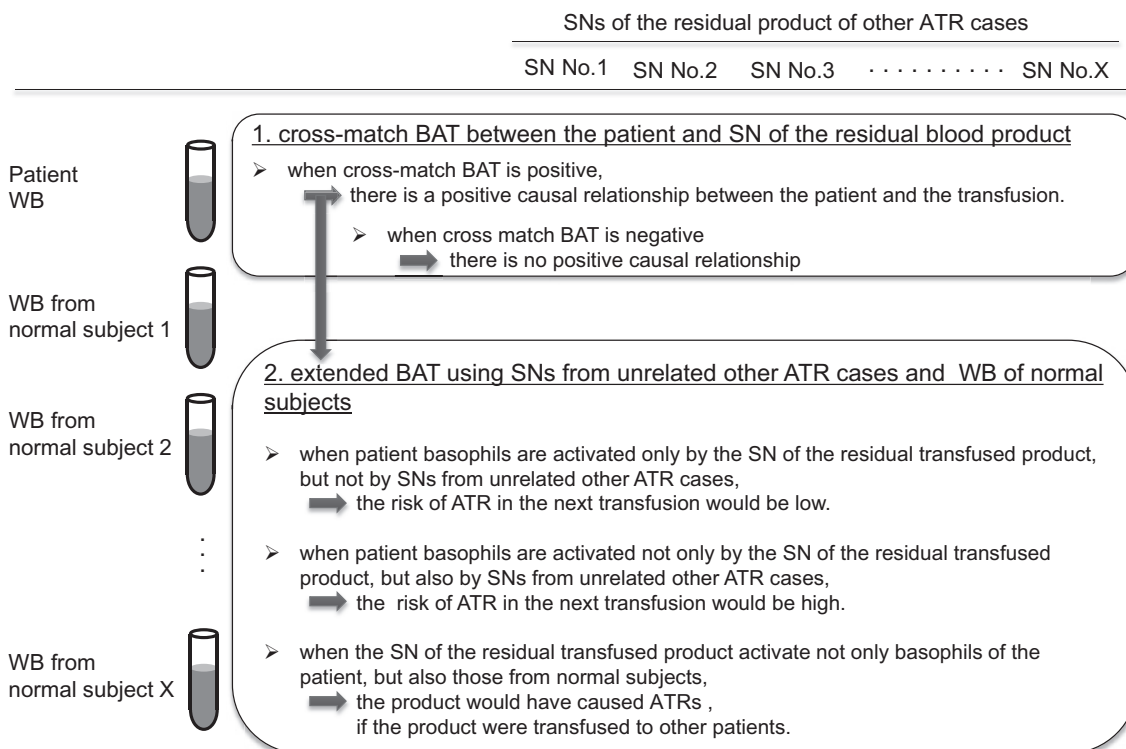 SNs of the residual product of other ATR cases
SN No.1 SN No.2 SN No.3 . . . . . . . . . . SN No.X
Patient
WB
1. cross-match BAT between the patient and SN of the residual blood product
➢ when cross-match BAT is positive,
there is a positive causal relationship between the patient and the transfusion.
➢ when cross match BAT is negative
there is no positive causal relationship
WB from
normal subject 1
WB from
normal subject 2
.
.
.
WB from
normal subject X
2. extended BAT using SNs from unrelated other ATR cases and WB of normal
subjects
➢ when patient basophils are activated only by the SN of the residual transfused product,
but not by SNs from unrelated other ATR cases,
the risk of ATR in the next transfusion would be low.
➢ when patient basophils are activated not only by the SN of the residual transfused
product, but also by SNs from unrelated other ATR cases,
the risk of ATR in the next transfusion would be high.
➢ when the SN of the residual transfused product activate not only basophils of the
patient, but also those from normal subjects,
the product would have caused ATRs ,
if the product were transfused to other patients.